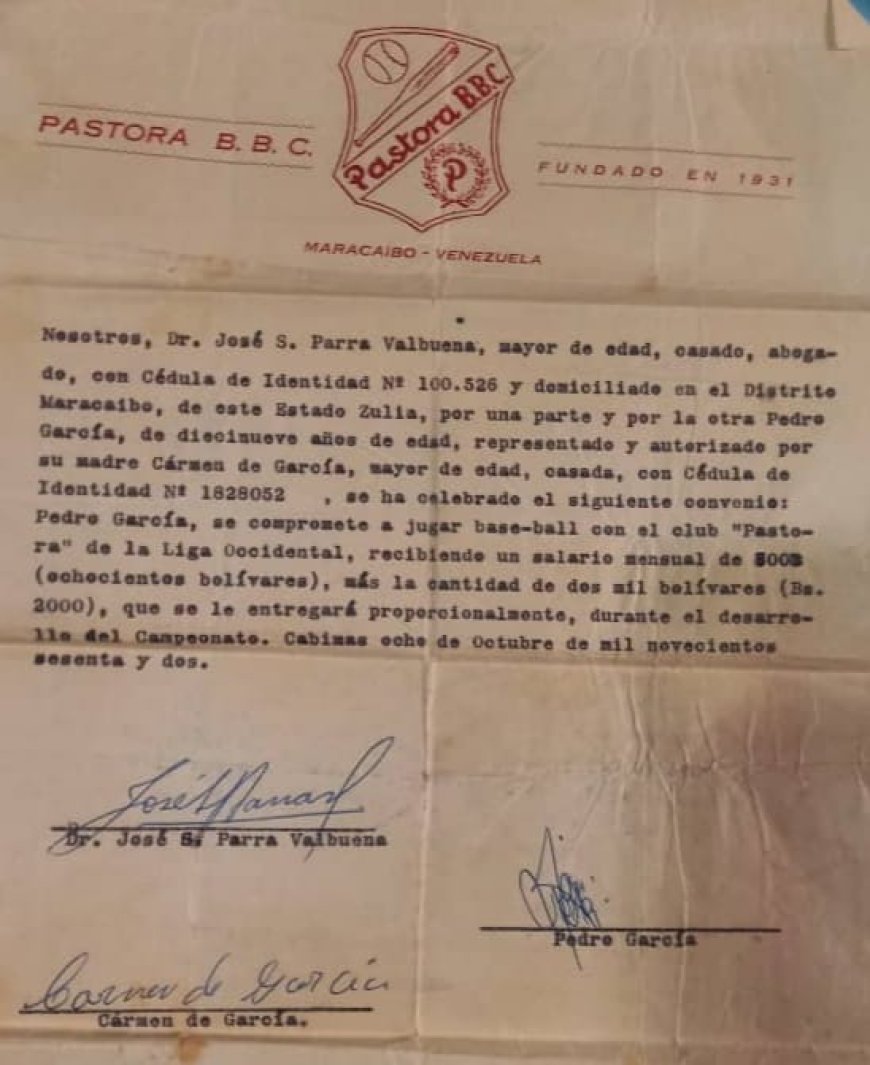 PASTORA B. B. C.
Pastora B.B.C.
P
FUNDADO EN 1931
MARACAIBO - VENEZUELA
Nosotros, Dr. José S. Parra Valbuena, mayor de edad, casado, aboga-
do, con Cédula de Identidad Nº 100.526 y domiciliado en el Distrito
Maracaibo, de este Estado Zulia, por una parte y por la otra Pedro
García, de diecinueve años de edad, representado y autorizado por
su madre Cármen de García, mayor de edad, casada, con Cédula de
Identidad Nº 1828052 , se ha celebrado el siguiente convenio:
Pedro García, se compromete a jugar base-ball con el club "Pasto-
ra" de la Liga Occidental, recibiendo un salario mensual de
(ochocientos bolívares), más la cantidad de dos mil bolívares (Bs.
2000), que se le entregará proporcionalmente, durante el desarro-
llo del Campeonato. Cabimas ocho de Octubre de mil novecientos
sesenta y dos.
Dr. José S. Parra Valbuena
Pedro García
Carmen de García
Cármen de García.